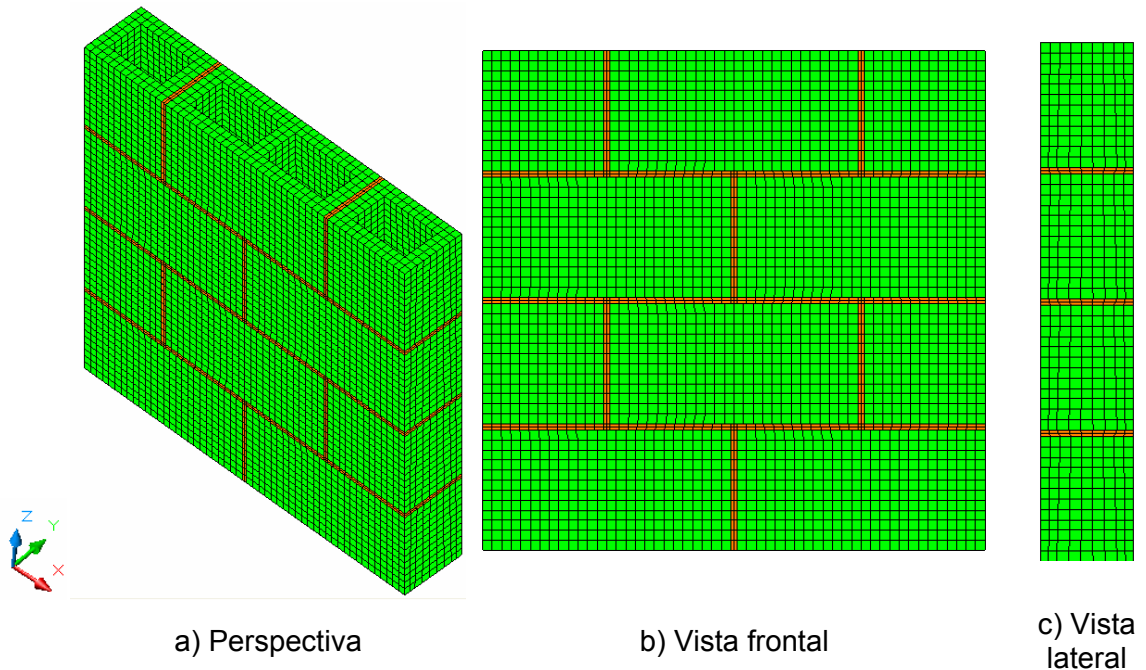 Z
Y
X
a) Perspectiva
b) Vista frontal
c) Vista
lateral